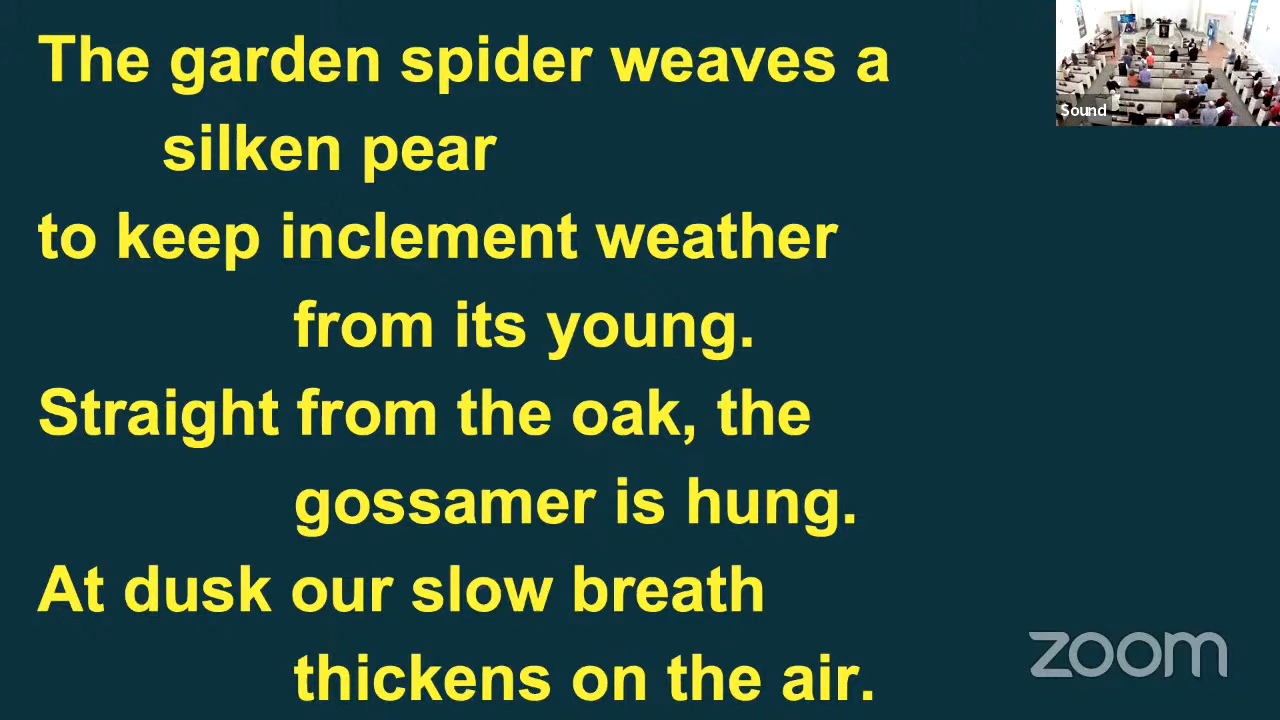 The garden spider weaves a
silken pear
to keep inclement weather
from its young.
Straight from the oak, the
gossamer is hung.
At dusk our slow breath
thickens on the air.
Sound
zoom